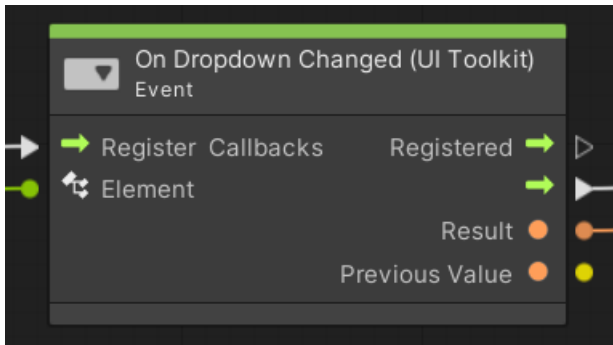 On Dropdown Changed (UI Toolkit)
Event
Register Callbacks Registered
Element
Result
Previous Value